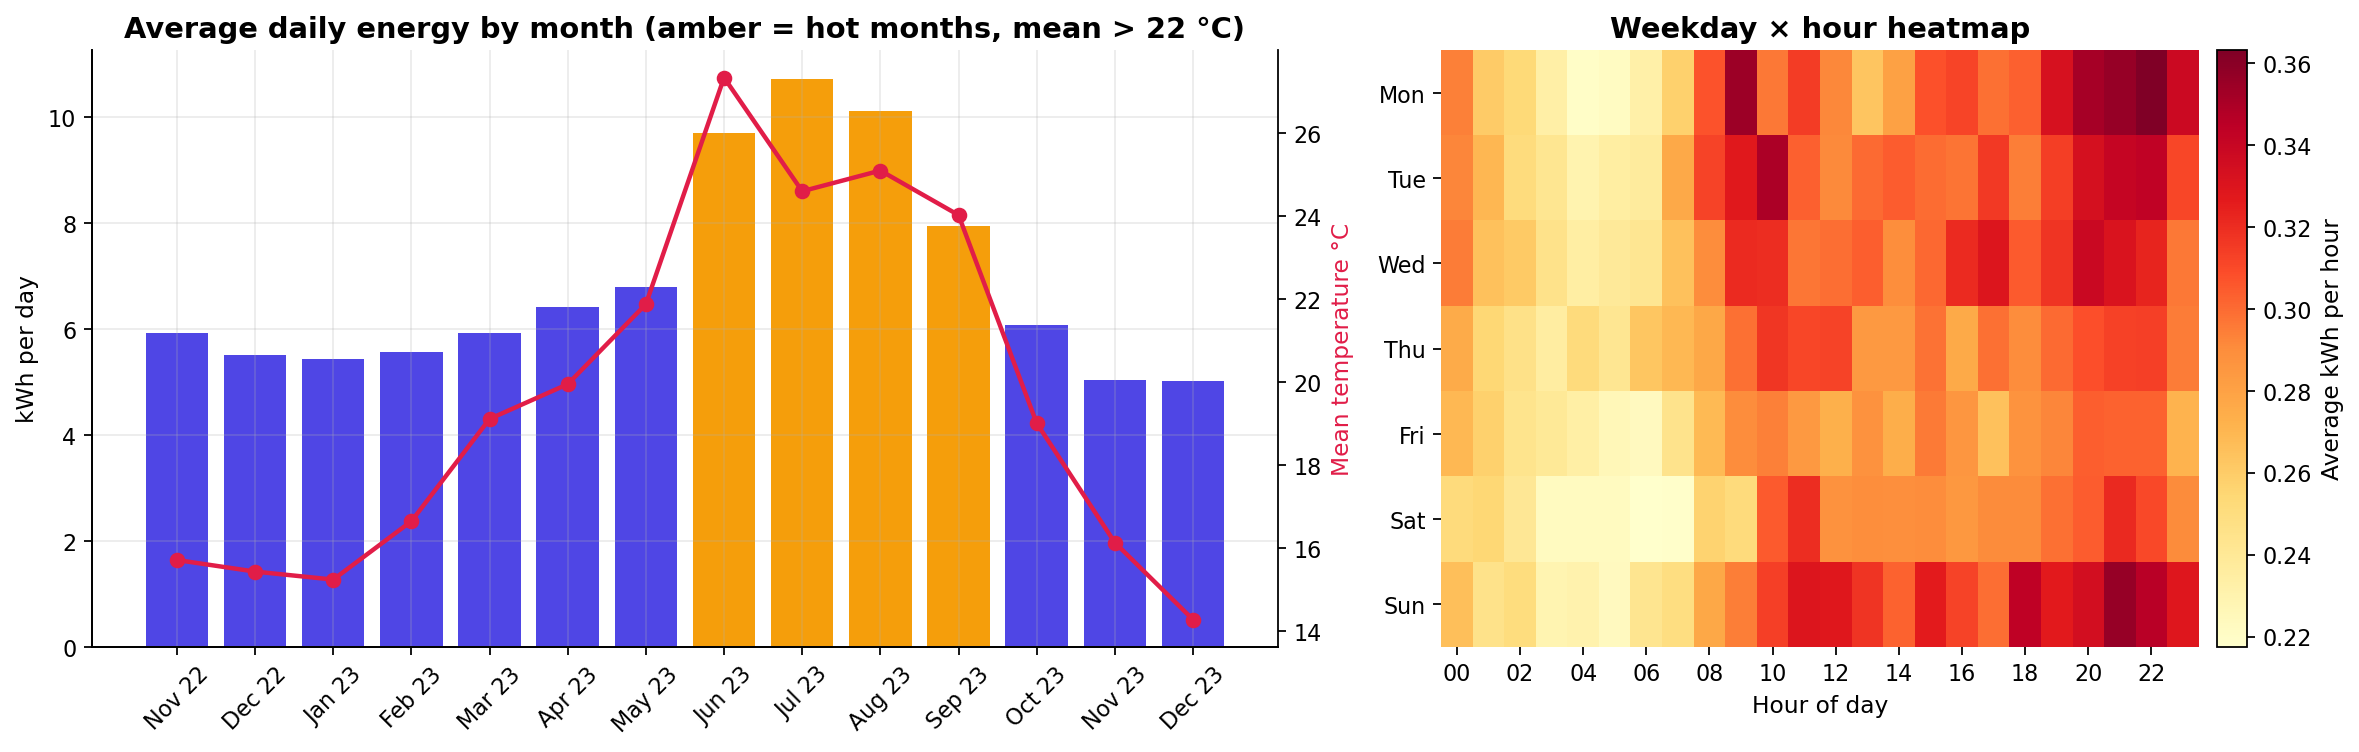 Average daily energy by month (amber = hot months, mean > 22 °C)
kWh per day
10
8
6
4
2
0
Nov 22
Dec 22
Jan 23
Feb 23
Mar 23
Apr 23
May 23
Jun 23
Jul 23
Aug 23
Sep 23
Oct 23
Nov 23
Dec 23
26
24
22
20
18
16
14
Mean temperature °C
Weekday × hour heatmap
Mon
Tue
Wed
Thu
Fri
Sat
Sun
00 02 04 06 08 10 12 14 16 18 20 22
Hour of day
0.36
0.34
0.32
0.30
0.28
0.26
0.24
0.22
Average kWh per hour